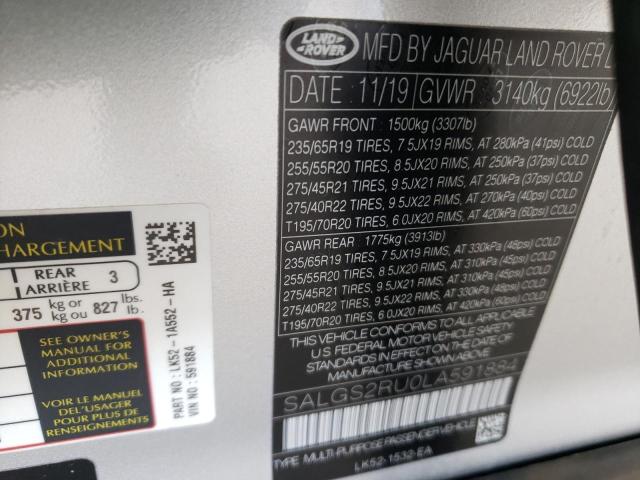 ION
CHARGEMENT
REAR
ARRIÈRE 3
375 kg or
kg ou 827 lbs.
lb.
SEE OWNER'S
MANUAL FOR
ADDITIONAL
INFORMATION
VOIR LE MANUEL
DE L'USAGER
POUR PLUS DE
RENSEIGNEMENTS
PART NO : LK52-1A552-HA
VIN NO : 591884
LAND
ROVER
MFD BY JAGUAR LAND ROVER L
DATE : 11/19 GVWR : 3140kg (6922lb)
GAWR FRONT : 1500kg (3307lb)
235/65R19 TIRES, 7.5JX19 RIMS, AT 280kPa (41psi) COLD
255/55R20 TIRES, 8.5JX20 RIMS, AT 250kPa (37psi) COLD
275/45R21 TIRES, 9.5JX21 RIMS, AT 250kPa (37psi) COLD
275/40R22 TIRES, 9.5JX22 RIMS, AT 270kPa (40psi) COLD
T195/70R20 TIRES, 6.0JX20 RIMS, AT 420kPa (60psi) COLD
GAWR REAR : 1775kg (3913lb)
235/65R19 TIRES, 7.5JX19 RIMS, AT 330kPa (48psi) COLD
255/55R20 TIRES, 8.5JX20 RIMS, AT 310kPa (45psi) COLD
275/45R21 TIRES, 9.5JX21 RIMS, AT 310kPa (45psi) COLD
275/40R22 TIRES, 9.5JX22 RIMS, AT 330kPa (48psi) COLD
T195/70R20 TIRES, 6.0JX20 RIMS, AT 420kPa (60psi) COLD
THIS VEHICLE CONFORMS TO ALL APPLICABLE
U.S FEDERAL MOTOR VEHICLE SAFETY
STANDARDS IN EFFECT ON THE DATE OF
MANUFACTURE SHOWN ABOVE.
SALGS2RU0LA591884
TYPE : MULTI-PURPOSE PASSENGER VEHICLE
LK52-1532-EA